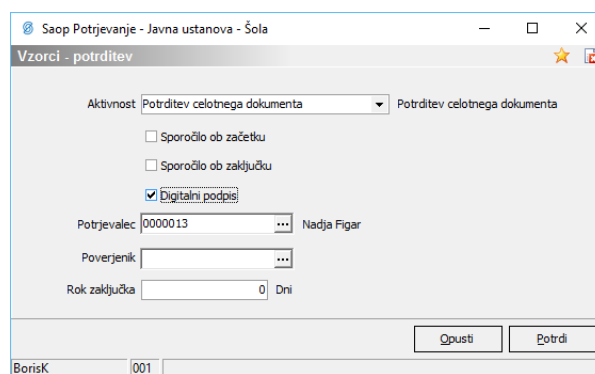 Saop Potrjevanje - Javna ustanova - Šola
Vzorci - potrditev
Aktivnost Potrditev celotnega dokumenta Potrditev celotnega dokumenta
Sporočilo ob začetku
Sporočilo ob zaključku
Digitalni podpis
Potrjevalec 0000013 ... Nadja Figar
Poverjenik ...
Rok zaključka 0 Dni
Opusti Potrdi
BorisK 001